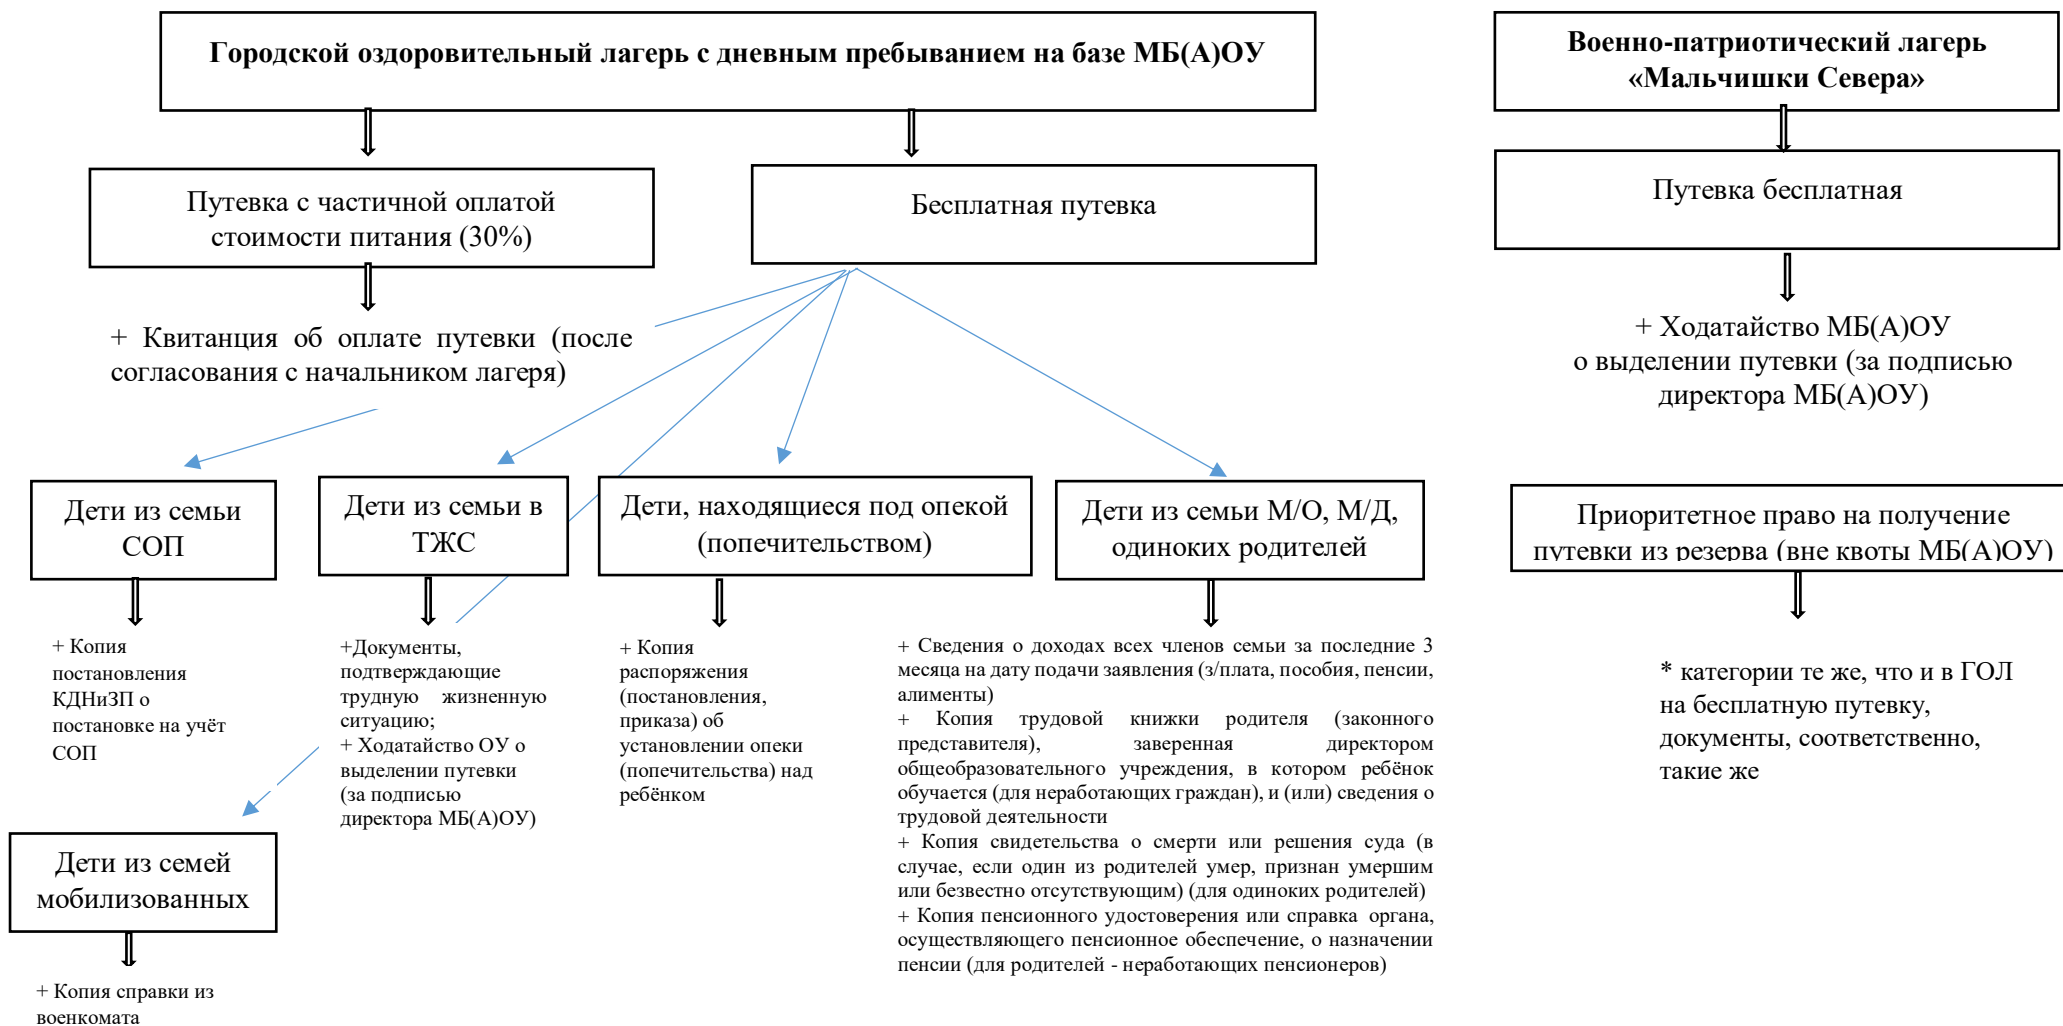 Городской оздоровительный лагерь с дневным пребыванием на базе МБ(А)ОУ
Путевка с частичной оплатой
стоимости питания (30%)
Бесплатная путевка
+ Квитанция об оплате путевки (после
согласования с начальником лагеря)
Дети из семьи
СОП
+ Копия
постановления
КДНиЗП о
постановке на учёт
СОП
Дети из семьи в
ТЖС
+Документы,
подтверждающие
трудную жизненную
ситуацию;
+ Ходатайство ОУ о
выделении путевки
(за подписью
директора МБ(А)ОУ)
Дети, находящиеся под опекой
(попечительством)
+ Копия
распоряжения
(постановления,
приказа) об
установлении опеки
(попечительства) над
ребёнком
Дети из семьи М/О, М/Д,
одиноких родителей
+ Сведения о доходах всех членов семьи за последние 3
месяца на дату подачи заявления (з/плата, пособия, пенсии,
алименты)
+ Копия трудовой книжки родителя (законного
представителя), заверенная директором
общеобразовательного учреждения, в котором ребёнок
обучается (для неработающих граждан), и (или) сведения о
трудовой деятельности
+ Копия свидетельства о смерти или решения суда (в
случае, если один из родителей умер, признан умершим
или безвестно отсутствующим) (для одиноких родителей)
+ Копия пенсионного удостоверения или справка органа,
осуществляющего пенсионное обеспечение, о назначении
пенсии (для родителей - неработающих пенсионеров)
Дети из семей
мобилизованных
+ Копия справки из
военкомата
Военно-патриотический лагерь
«Мальчишки Севера»
Путевка бесплатная
+ Ходатайство МБ(А)ОУ
о выделении путевки (за подписью
директора МБ(А)ОУ)
Приоритетное право на получение
путевки из резерва (вне квоты МБ(А)ОУ)
* категории те же, что и в ГОЛ
на бесплатную путевку,
документы, соответственно,
такие же